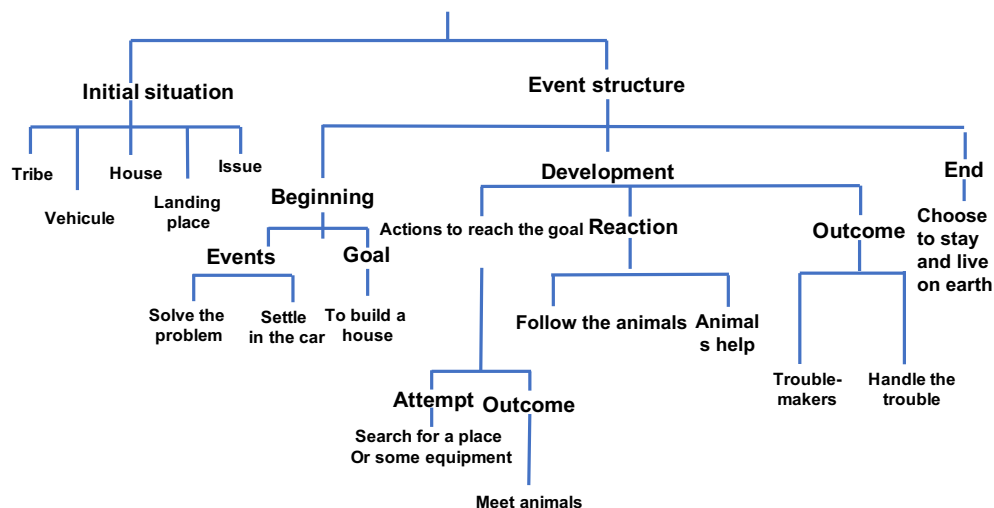 Initial situation
Event structure
Tribe
Vehicule
House
Landing
place
Issue
Beginning
Development
End
Events
Goal
Actions to reach the goal
Reaction
Outcome
Choose
to stay
and live
on earth
Solve the
problem
Settle
in the car
To build a
house
Follow the animals
Animal
s help
Trouble-
makers
Handle the
trouble
Attempt
Outcome
Search for a place
Or some equipment
Meet animals